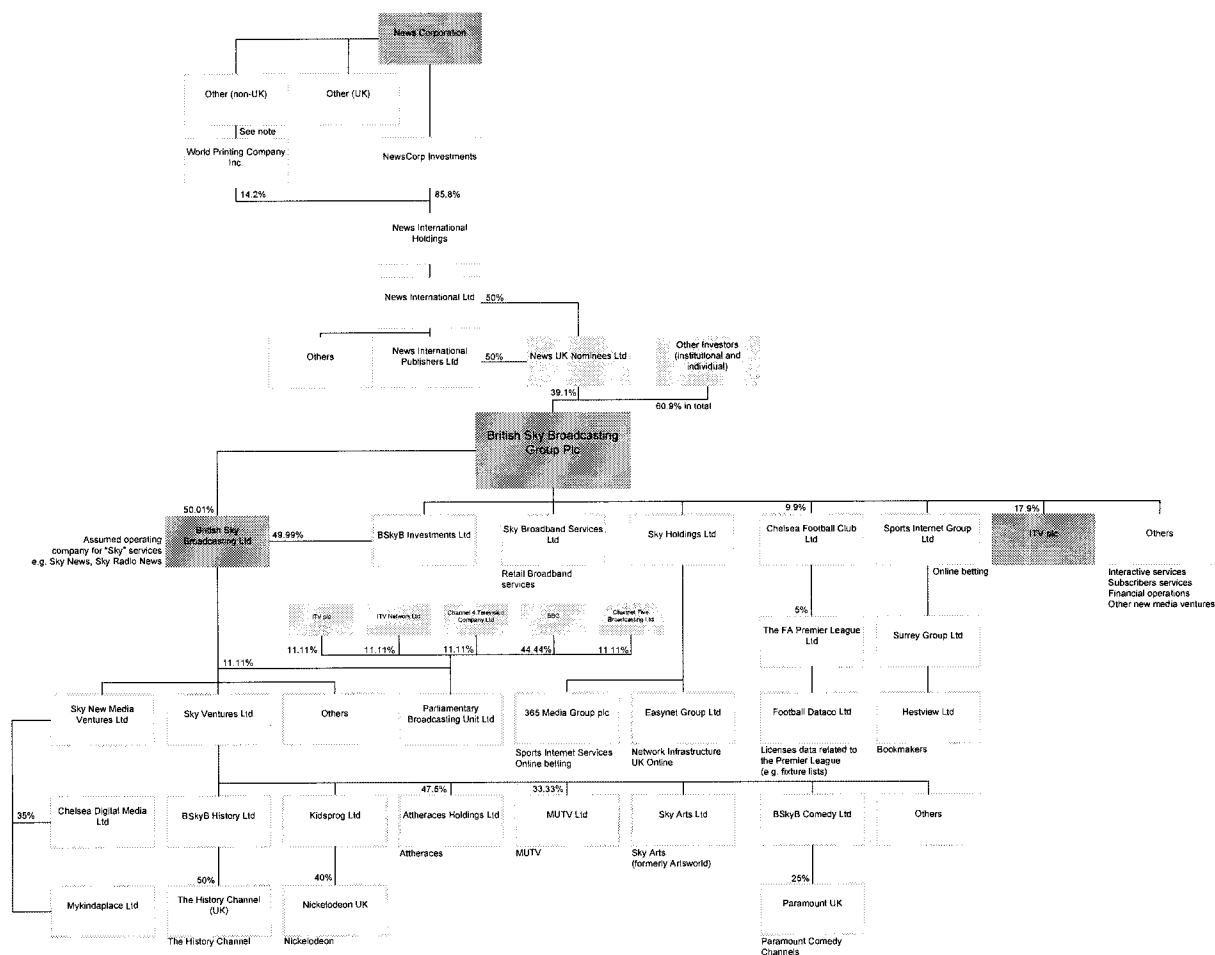 News Corporation
Other (non-UK)
Other (UK)
See note
World Printing Company
Inc.
NewsCorp Investments
14.2%
85.8%
News International
Holdings
News International Ltd
50%
Others
News International
Publishers Ltd
50%
News UK Nominees Ltd
Other Investors
(institutional and
individual)
39.1%
60.9% in total
British Sky Broadcasting
Group Plc
50.01%
9.9%
17.9%
Assumed operating
company for "Sky" services
e.g. Sky News, Sky Radio News
British Sky
Broadcasting Ltd
49.99%
BSkyB Investments Ltd
Sky Broadband Services
Ltd
Retail Broadband
services
Sky Holdings Ltd
Chelsea Football Club
Ltd
Sports Internet Group
Ltd
Online betting
ITV plc
Others
Interactive services
Subscribers services
Financial operations
Other new media ventures
ITV plc
ITV Network Ltd
Channel 4 Television
Company Ltd
BBC
Channel Five
Broadcasting Ltd
11.11%
11.11%
11.11%
44.44%
11.11%
5%
The FA Premier League
Ltd
Surrey Group Ltd
11.11%
Sky New Media
Ventures Ltd
Sky Ventures Ltd
Others
Parliamentary
Broadcasting Unit Ltd
365 Media Group plc
Sports Internet Services
Online betting
Easynet Group Ltd
Network Infrastructure
UK Online
Football Dataco Ltd
Licenses data related to
the Premier League
(e.g. fixture lists)
Hestview Ltd
Bookmakers
47.5%
33.33%
35%
Chelsea Digital Media
Ltd
BSkyB History Ltd
Kidsprog Ltd
Attheraces Holdings Ltd
Attheraces
MUTV Ltd
MUTV
Sky Arts Ltd
Sky Arts
(formerly Artsworld)
BSkyB Comedy Ltd
Others
50%
40%
25%
Mykindaplace Ltd
The History Channel
(UK)
The History Channel
Nickelodeon UK
Nickelodeon
Paramount UK
Paramount Comedy
Channels